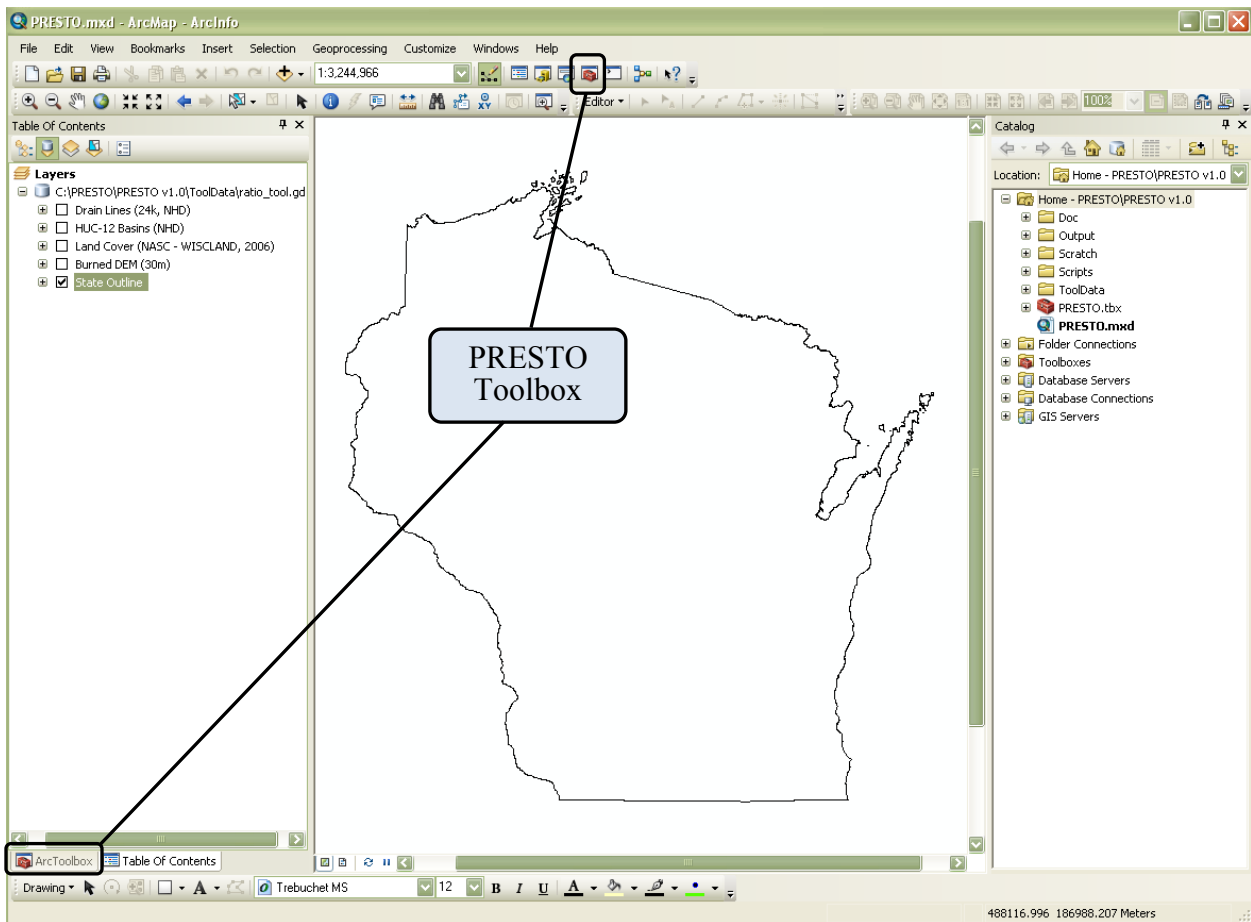 PRESTO.mxd - ArcMap - ArcInfo
File Edit View Bookmarks Insert Selection Geoprocessing Customize Windows Help
1:3,244,966
Editor
100%
Table Of Contents
Layers
C:\PRESTO\PRESTO v1.0\ToolData\ratio_tool.gd
Drain Lines (24k, NHD)
HUC-12 Basins (NHD)
Land Cover (NASC - WISCLAND, 2006)
Burned DEM (30m)
State Outline
PRESTO
Toolbox
Catalog
Location: Home - PRESTO\PRESTO v1.0
Home - PRESTO\PRESTO v1.0
Doc
Output
Scratch
Scripts
ToolData
PRESTO.tbx
PRESTO.mxd
Folder Connections
Toolboxes
Database Servers
Database Connections
GIS Servers
ArcToolbox Table Of Contents
Drawing A Trebuchet MS 12 B I U A
488116.996 186988.207 Meters